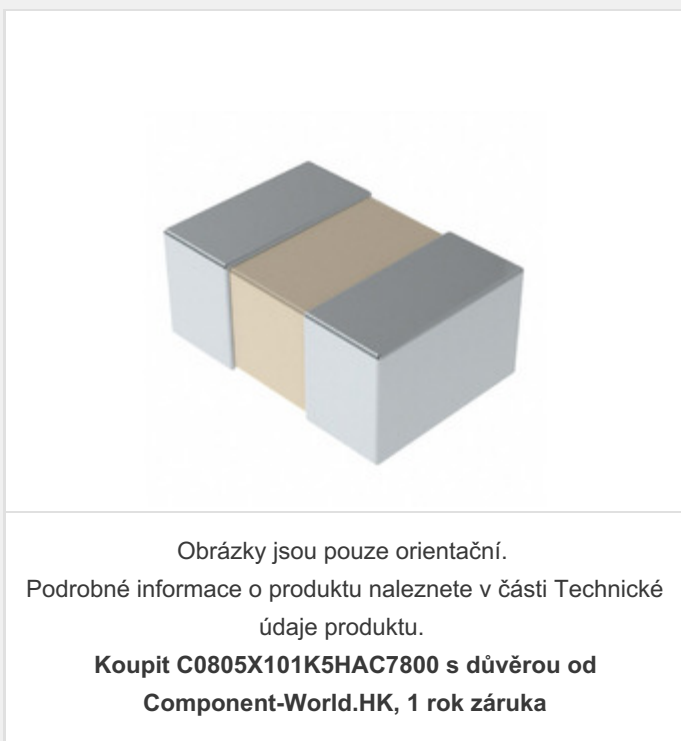 Obrázky jsou pouze orientační.
Podrobné informace o produktu naleznete v části Technické
údaje produktu.
Koupit C0805X101K5HAC7800 s důvěrou od
Component-World.HK, 1 rok záruka